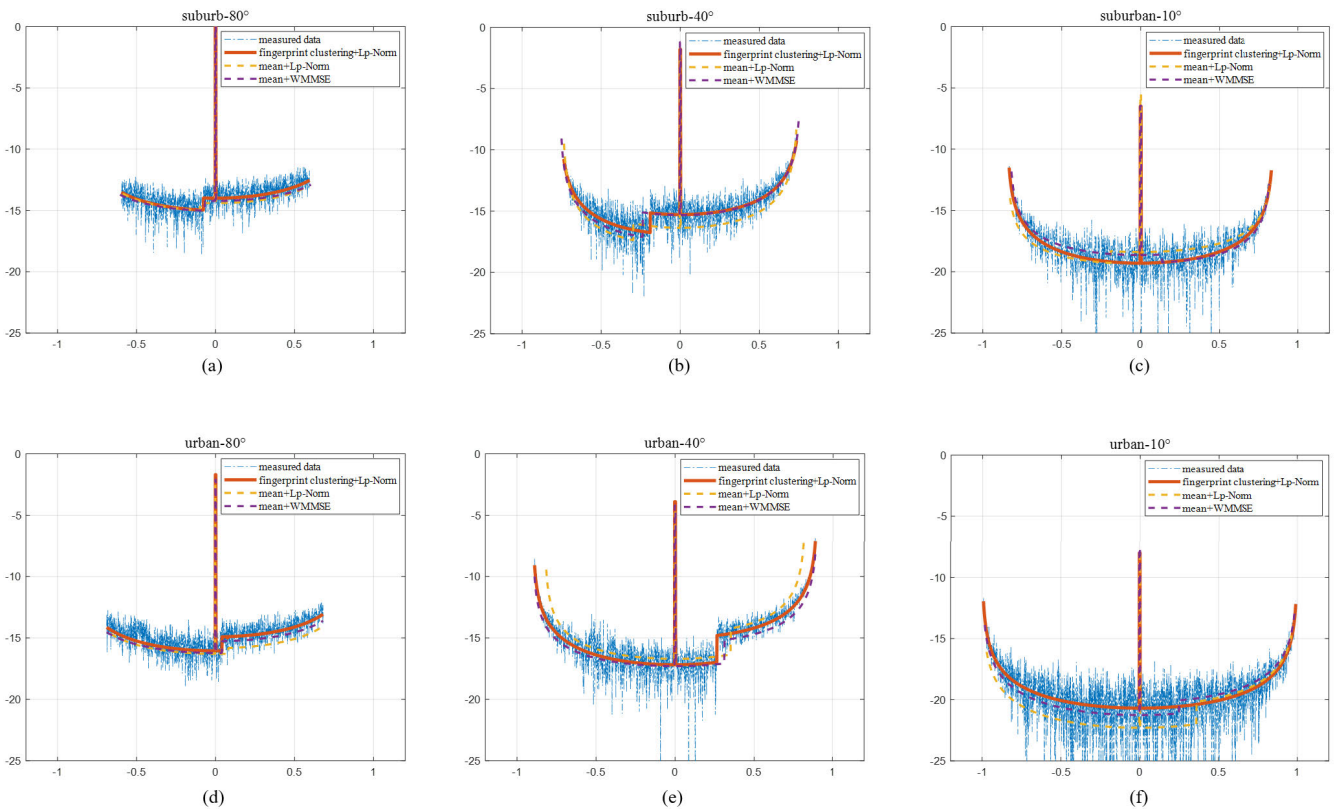 suburb-80°
0
-5
-10
-15
-20
-25
-1
-0.5
0
0.5
1
measured data
fingerprint clustering+Lp-Norm
mean+Lp-Norm
mean+WMMSE
(a)
suburb-40°
0
-5
-10
-15
-20
-25
-1
-0.5
0
0.5
1
measured data
fingerprint clustering+Lp-Norm
mean+Lp-Norm
mean+WMMSE
(b)
suburban-10°
0
-5
-10
-15
-20
-25
-1
-0.5
0
0.5
1
measured data
fingerprint clustering+Lp-Norm
mean+Lp-Norm
mean+WMMSE
(c)
urban-80°
0
-5
-10
-15
-20
-25
-1
-0.5
0
0.5
1
measured data
fingerprint clustering+Lp-Norm
mean+Lp-Norm
mean+WMMSE
(d)
urban-40°
0
-5
-10
-15
-20
-25
-1
-0.5
0
0.5
1
measured data
fingerprint clustering+Lp-Norm
mean+Lp-Norm
mean+WMMSE
(e)
urban-10°
0
-5
-10
-15
-20
-25
-1
-0.5
0
0.5
1
measured data
fingerprint clustering+Lp-Norm
mean+Lp-Norm
mean+WMMSE
(f)